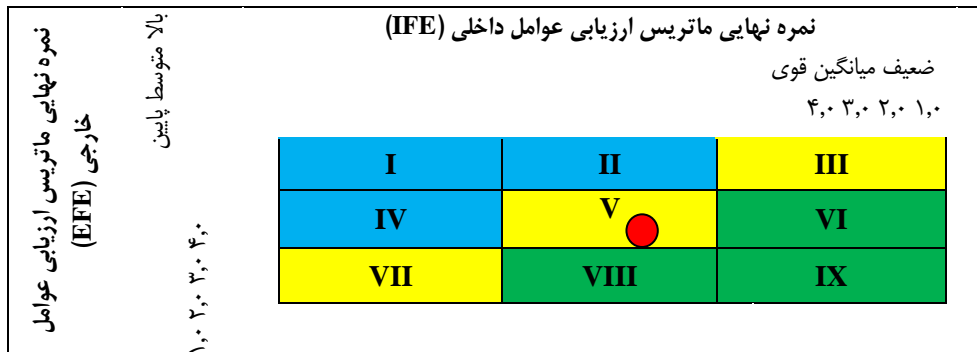 نمره نهایی ماتریس ارزیابی عوامل داخلی (IFE)
ضعیف میانگین قوی
۴,۰ ۳,۰ ۲,۰ ۱,۰
نمره نهایی ماتریس ارزیابی عوامل
خارجی (EFE)
بالا متوسط پایین
۱,۰ ۲,۰ ۳,۰ ۴,۰
I II III
IV V VI
VII VIII IX